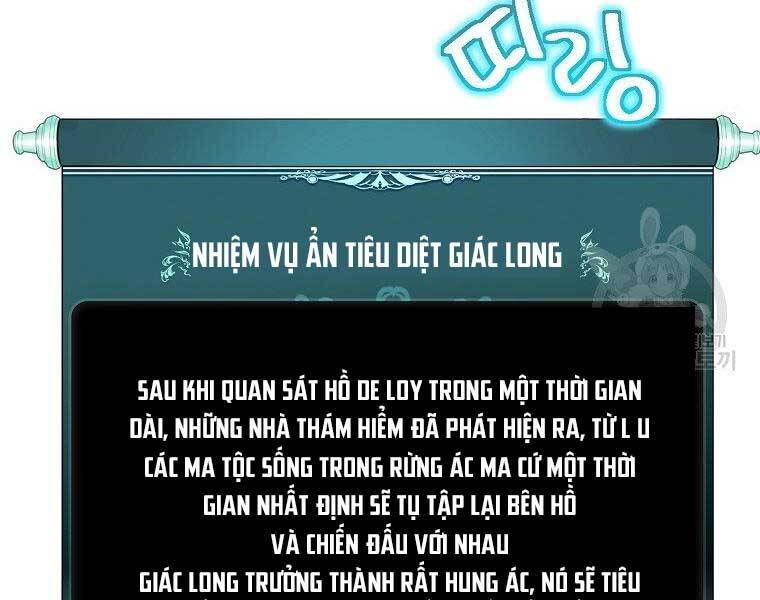 띠링
NHIỆM VỤ ẨN TIÊU DIỆT GIÁC LONG
SAU KHI QUAN SÁT HỒ DE LOY TRONG MỘT THỜI GIAN
DÀI, NHỮNG NHÀ THÁM HIỂM ĐÃ PHÁT HIỆN RA, TỪ L U
CÁC MA TỘC SỐNG TRONG RỪNG ÁC MA CỨ MỘT THỜI
GIAN NHẤT ĐỊNH SẼ TỤ TẬP LẠI BÊN HỒ
VÀ CHIẾN ĐẤU VỚI NHAU
GIÁC LONG TRƯỞNG THÀNH RẤT HUNG ÁC, NÓ SẼ TIÊU
토끼